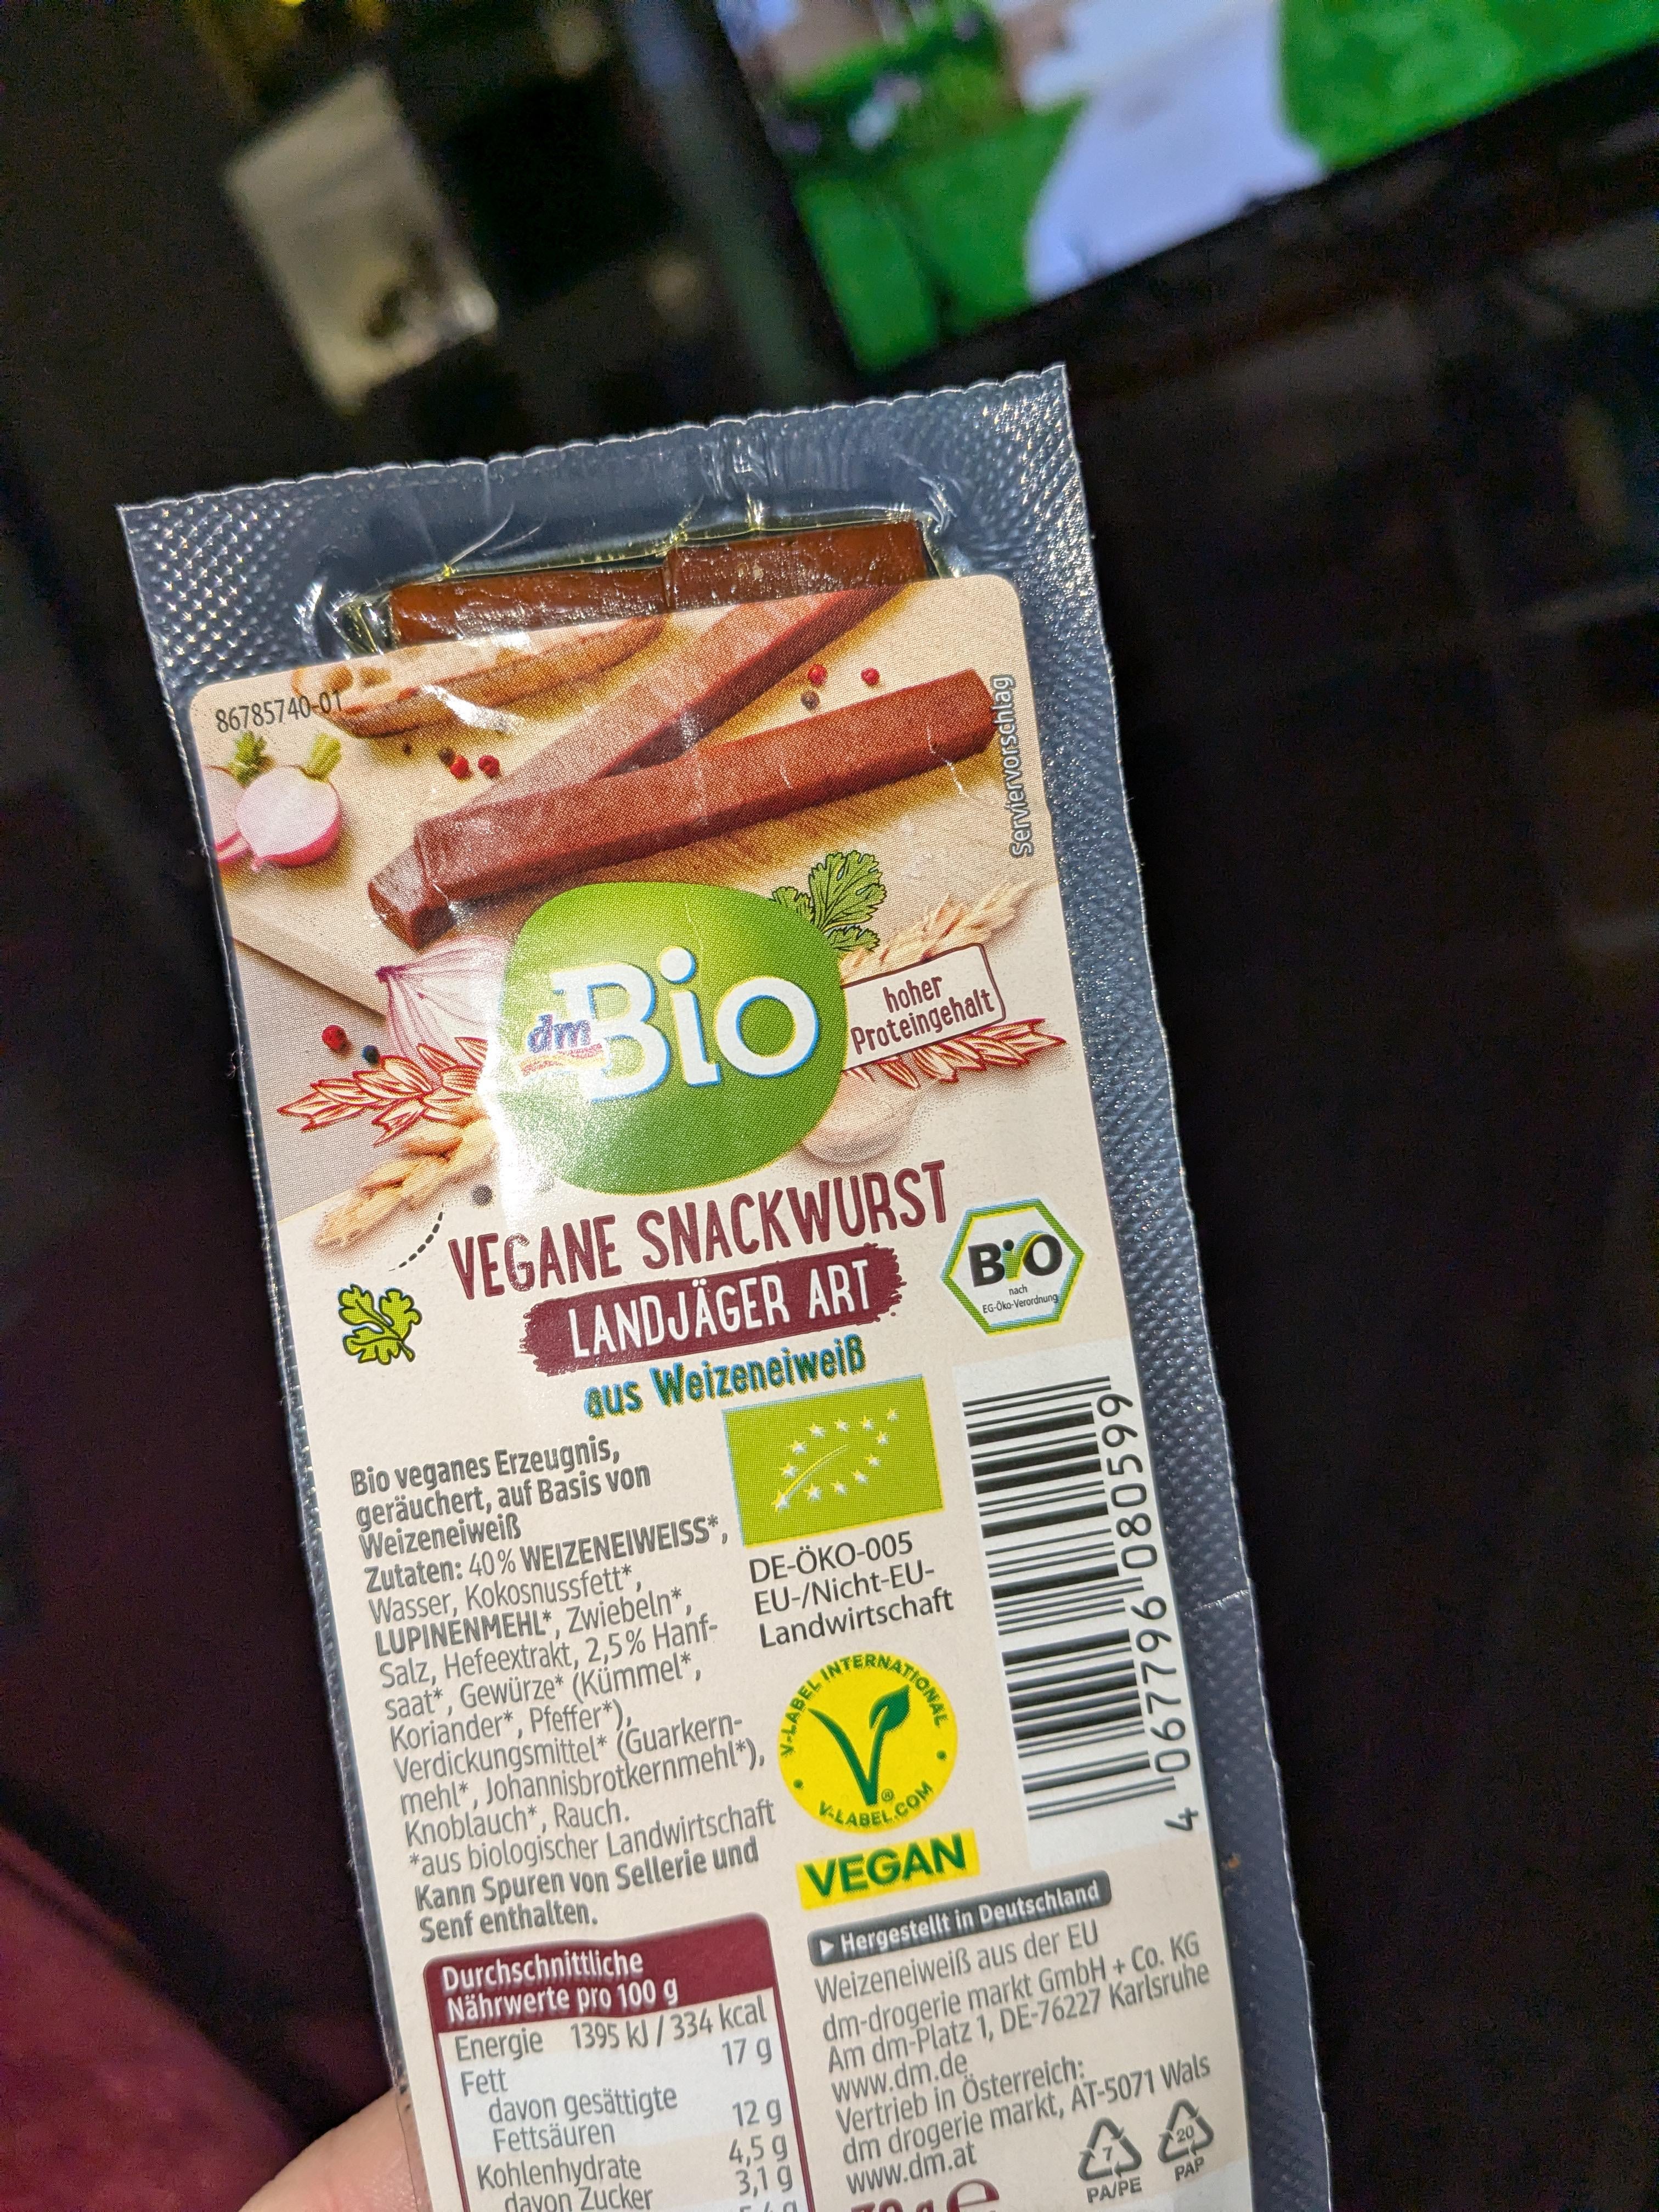 86785740-01
Serviervorschlag
dm
Bio
hoher
Proteingehalt
VEGANE SNACKWURST
LANDJÄGER ART
aus Weizeneiweiß
BiO
nach
EG-Öko-Verordnung
Bio veganes Erzeugnis,
geräuchert, auf Basis von
Weizeneiweiß
Zutaten: 40% WEIZENEIWEISS*,
Wasser, Kokosnussfett*,
LUPINENMEHL*, Zwiebeln*,
Salz, Hefeextrakt, 2,5% Hanf-
saat*, Gewürze* (Kümmel*,
Koriander*, Pfeffer*),
Verdickungsmittel* (Guarkern-
mehl*, Johannisbrotkernmehl*),
Knoblauch*, Rauch.
*aus biologischer Landwirtschaft
Kann Spuren von Sellerie und
Senf enthalten.
DE-ÖKO-005
EU-/Nicht-EU-
Landwirtschaft
V-LABEL INTERNATIONAL
V-LABEL.COM
®
VEGAN
4 067796 080599
Durchschnittliche
Nährwerte pro 100 g
Energie 1395 kJ / 334 kcal
Fett 17 g
davon gesättigte
Fettsäuren 12 g
Kohlenhydrate 4,5 g
davon Zucker 3,1 g
▶ Hergestellt in Deutschland
Weizeneiweiß aus der EU
dm-drogerie markt GmbH + Co. KG
Am dm-Platz 1, DE-76227 Karlsruhe
www.dm.de
Vertrieb in Österreich:
dm drogerie markt, AT-5071 Wals
www.dm.at
7
PA/PE
20
PAP